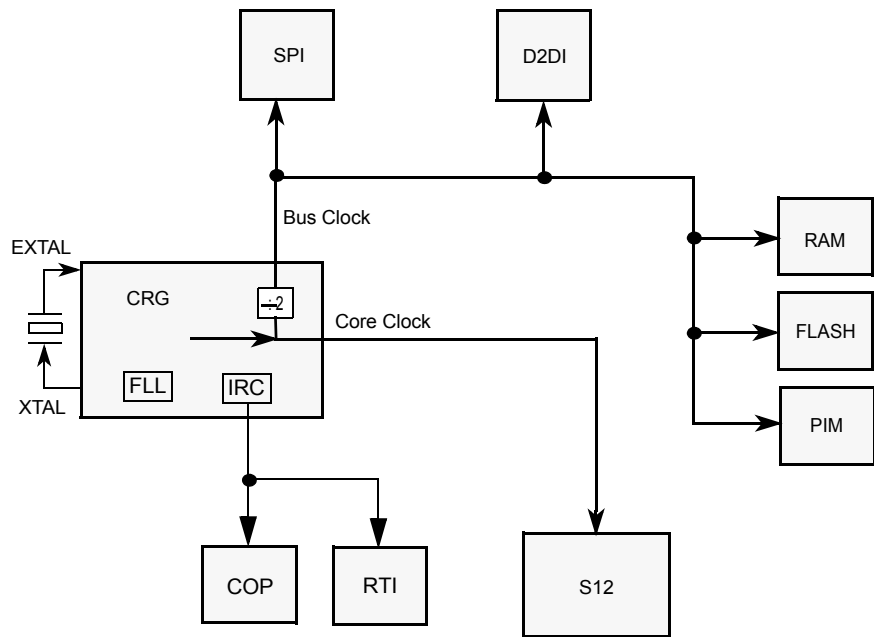 SPI
D2DI
Bus Clock
RAM
EXTAL
CRG
÷2
Core Clock
FLASH
FLL
IRC
XTAL
PIM
COP
RTI
S12